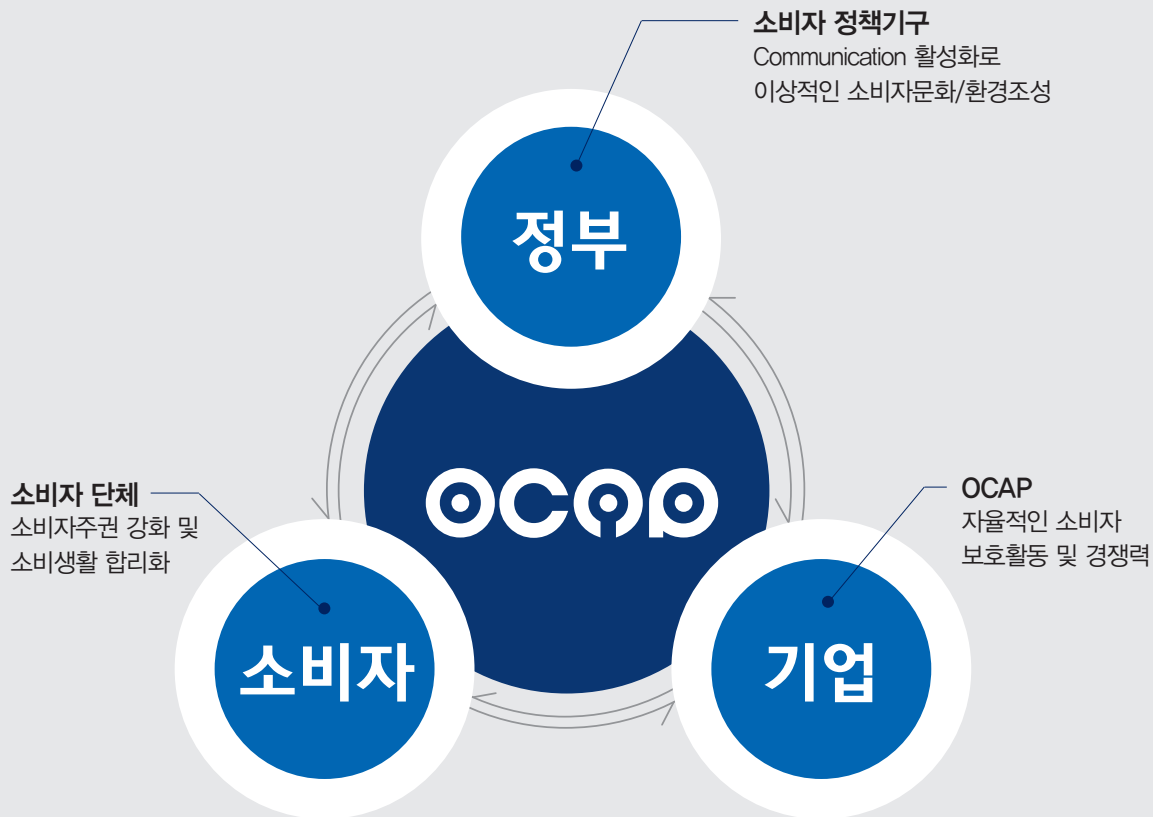 소비자 정책기구
Communication 활성화로
이상적인 소비자문화/환경조성
정부
ocap
소비자 단체
소비자주권 강화 및
소비생활 합리화
OCAP
자율적인 소비자
보호활동 및 경쟁력
소비자
기업